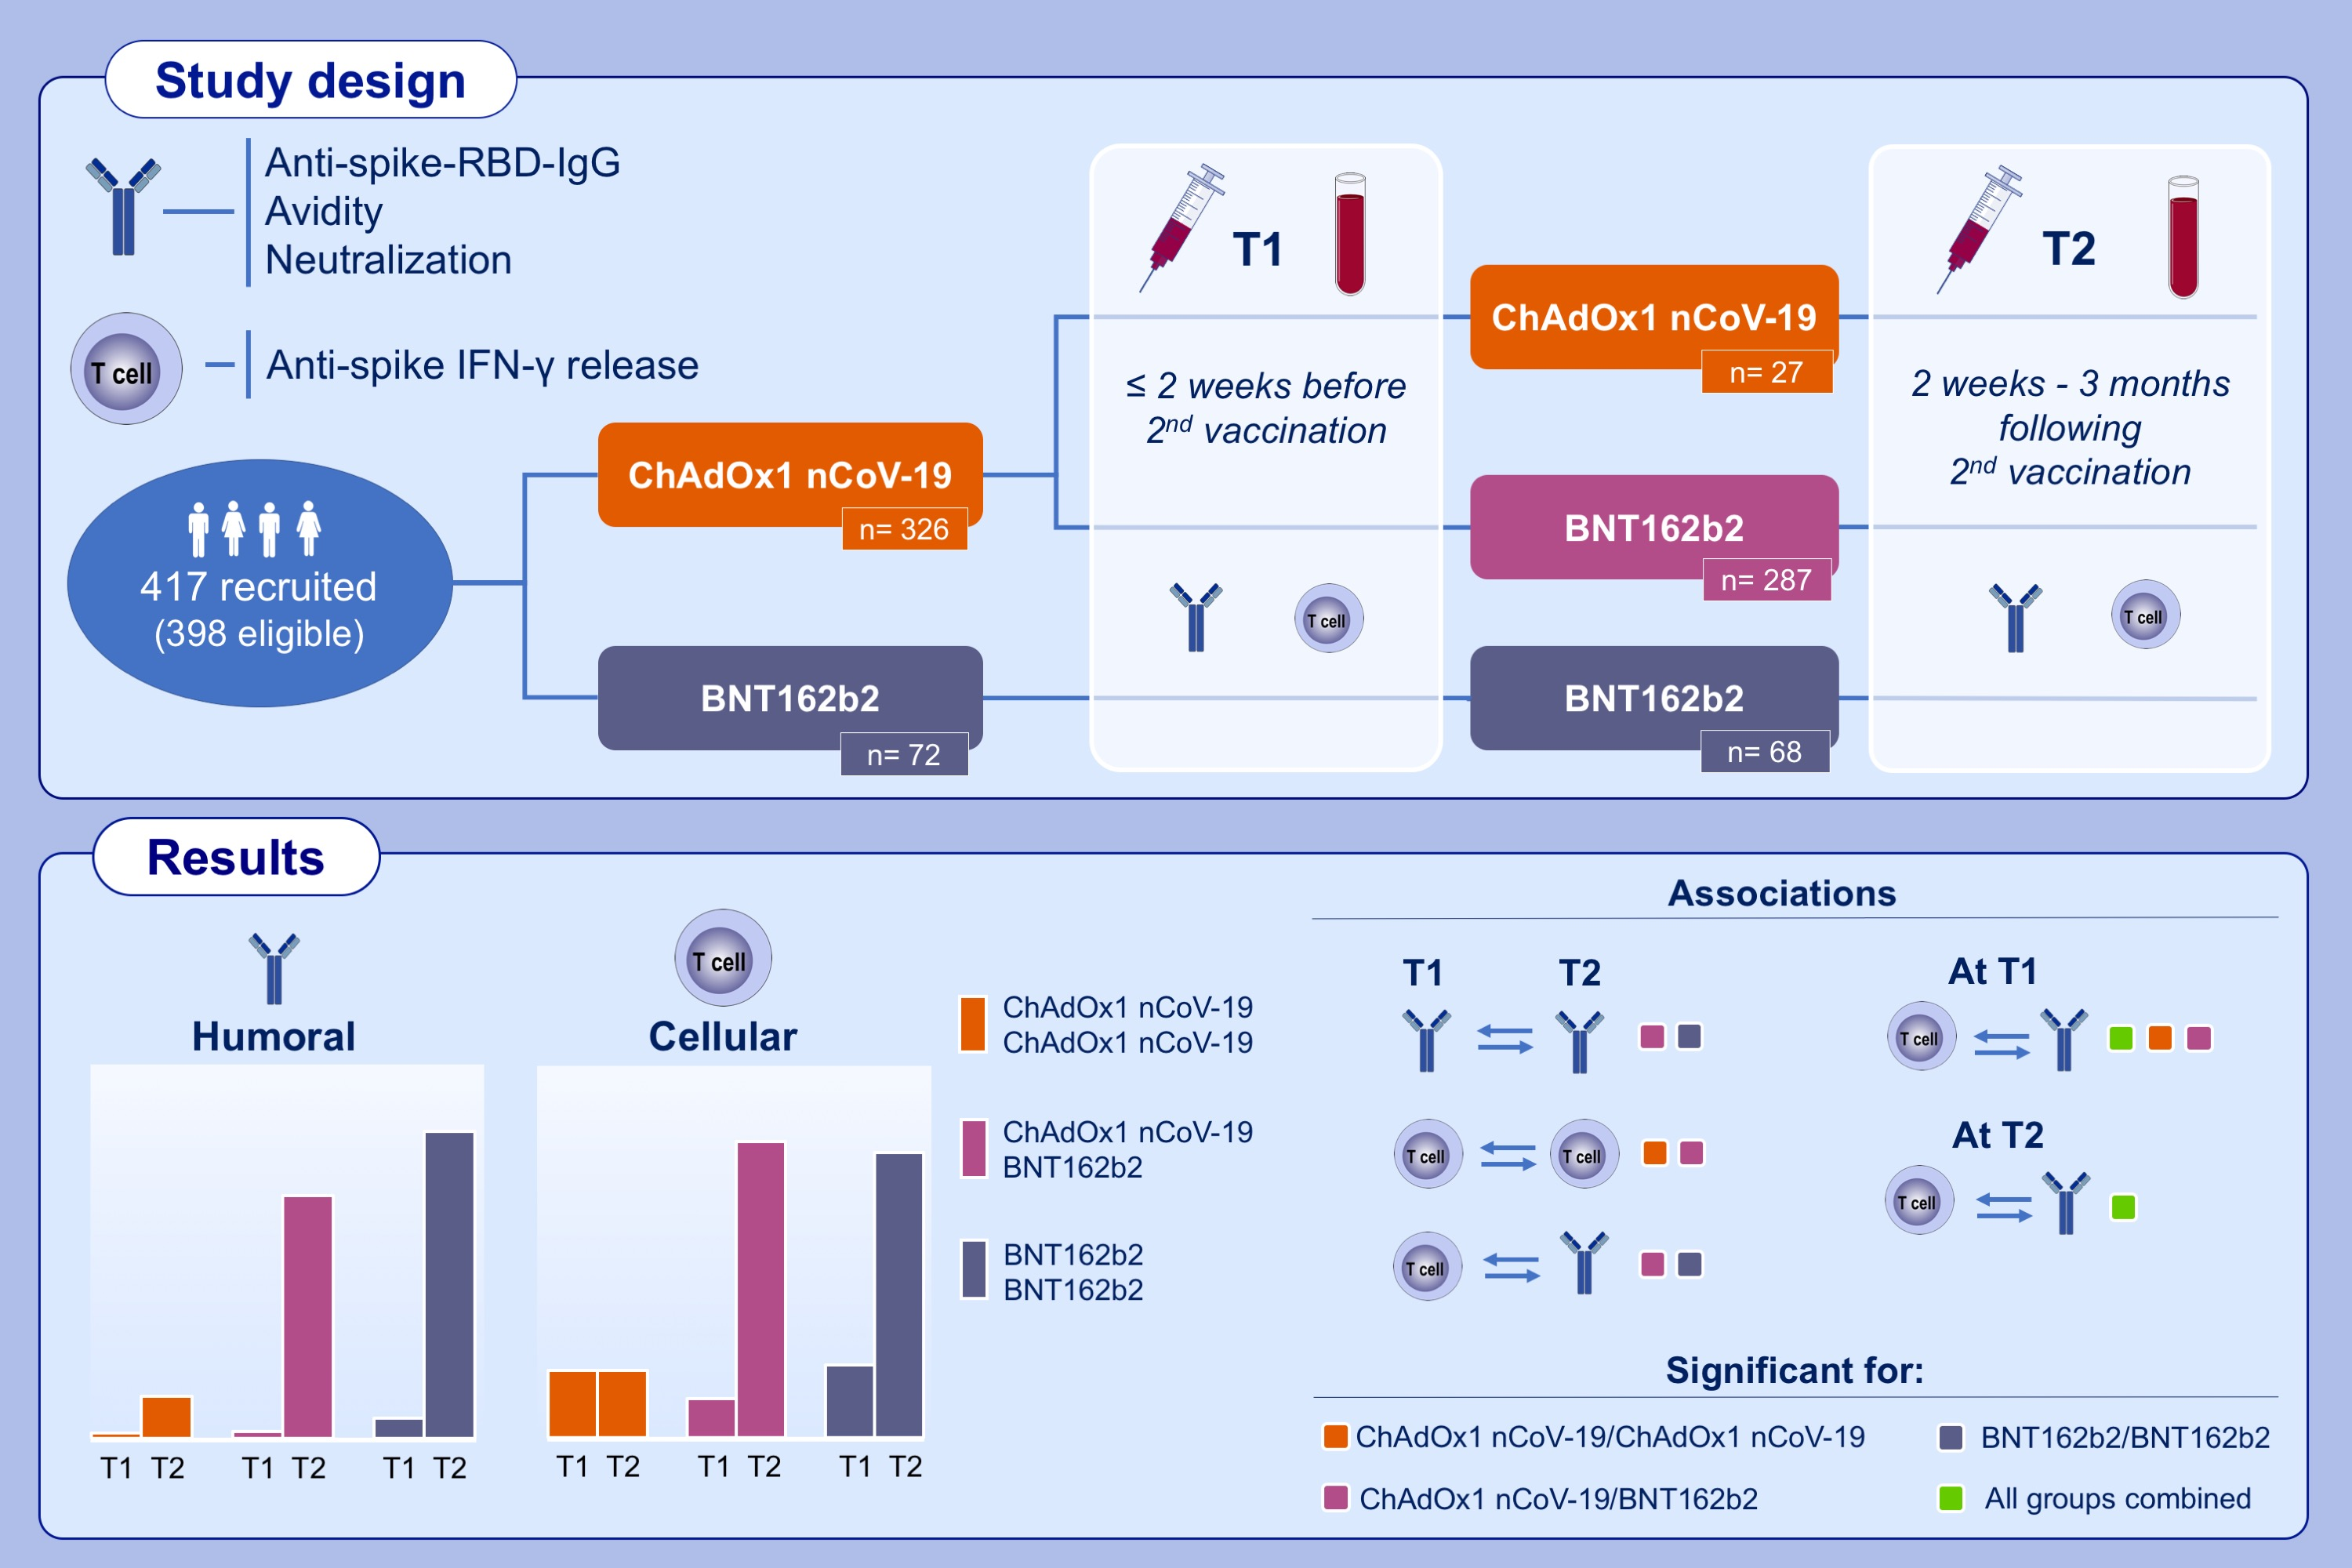 Study design
Anti-spike-RBD-IgG
Avidity
Neutralization
T cell
Anti-spike IFN-γ release
417 recruited
(398 eligible)
ChAdOx1 nCoV-19
n= 326
BNT162b2
n= 72
T1
≤ 2 weeks before
2nd vaccination
T cell
ChAdOx1 nCoV-19
n= 27
BNT162b2
n= 287
BNT162b2
n= 68
T2
2 weeks - 3 months
following
2nd vaccination
T cell
Results
Humoral
T1 T2 T1 T2 T1 T2
T cell
Cellular
T1 T2 T1 T2 T1 T2
ChAdOx1 nCoV-19
ChAdOx1 nCoV-19
ChAdOx1 nCoV-19
BNT162b2
BNT162b2
BNT162b2
Associations
T1 T2
T cell T cell
T cell
At T1
T cell
At T2
T cell
Significant for:
ChAdOx1 nCoV-19/ChAdOx1 nCoV-19
BNT162b2/BNT162b2
ChAdOx1 nCoV-19/BNT162b2
All groups combined